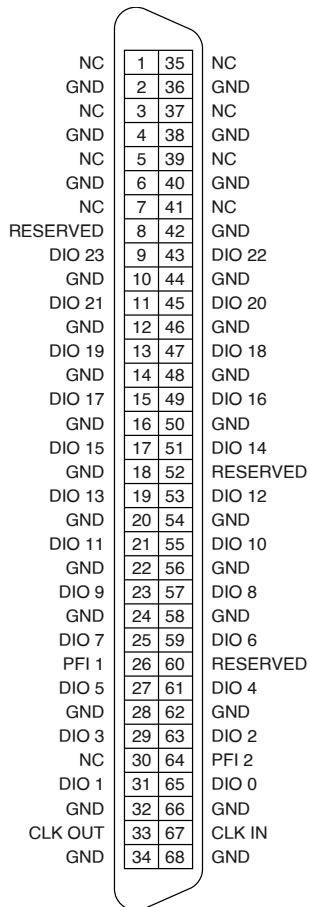 NC 1 35 NC
GND 2 36 GND
NC 3 37 NC
GND 4 38 GND
NC 5 39 NC
GND 6 40 GND
NC 7 41 NC
RESERVED 8 42 GND
DIO 23 9 43 DIO 22
GND 10 44 GND
DIO 21 11 45 DIO 20
GND 12 46 GND
DIO 19 13 47 DIO 18
GND 14 48 GND
DIO 17 15 49 DIO 16
GND 16 50 GND
DIO 15 17 51 DIO 14
GND 18 52 RESERVED
DIO 13 19 53 DIO 12
GND 20 54 GND
DIO 11 21 55 DIO 10
GND 22 56 GND
DIO 9 23 57 DIO 8
GND 24 58 GND
DIO 7 25 59 DIO 6
PFI 1 26 60 RESERVED
DIO 5 27 61 DIO 4
GND 28 62 GND
DIO 3 29 63 DIO 2
NC 30 64 PFI 2
DIO 1 31 65 DIO 0
GND 32 66 GND
CLK OUT 33 67 CLK IN
GND 34 68 GND